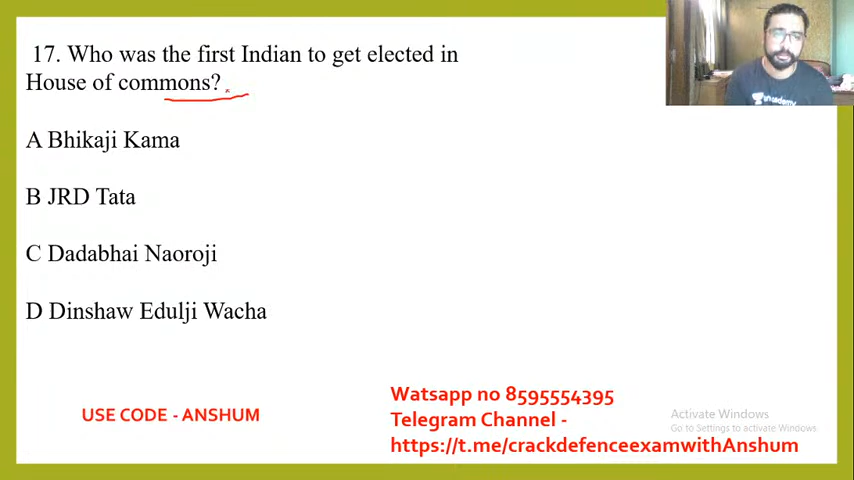 17. Who was the first Indian to get elected in
House of commons?
A Bhikaji Kama
B JRD Tata
C Dadabhai Naoroji
D Dinshaw Edulji Wacha
USE CODE - ANSHUM
Watsapp no 8595554395
Telegram Channel -
https://t.me/crackdefenceexamwithAnshum
Activate Windows
Go to Settings to activate Windows.